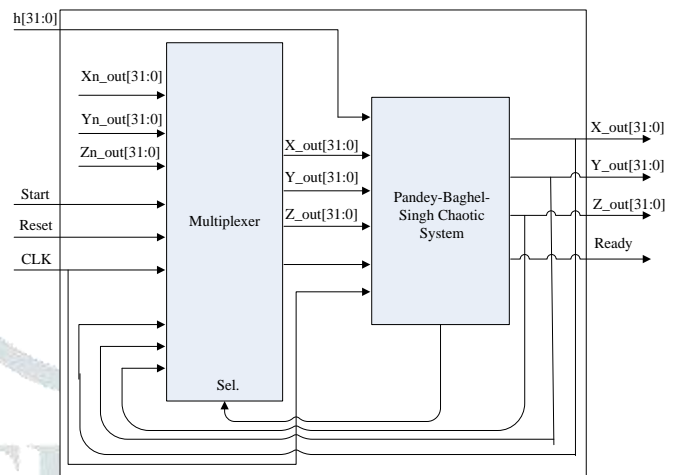 h[31:0]
Xn_out[31:0]
Yn_out[31:0]
Zn_out[31:0]
Start
Reset
CLK
Multiplexer
Sel.
X_out[31:0]
Y_out[31:0]
Z_out[31:0]
Pandey-Baghel-
Singh Chaotic
System
X_out[31:0]
Y_out[31:0]
Z_out[31:0]
Ready